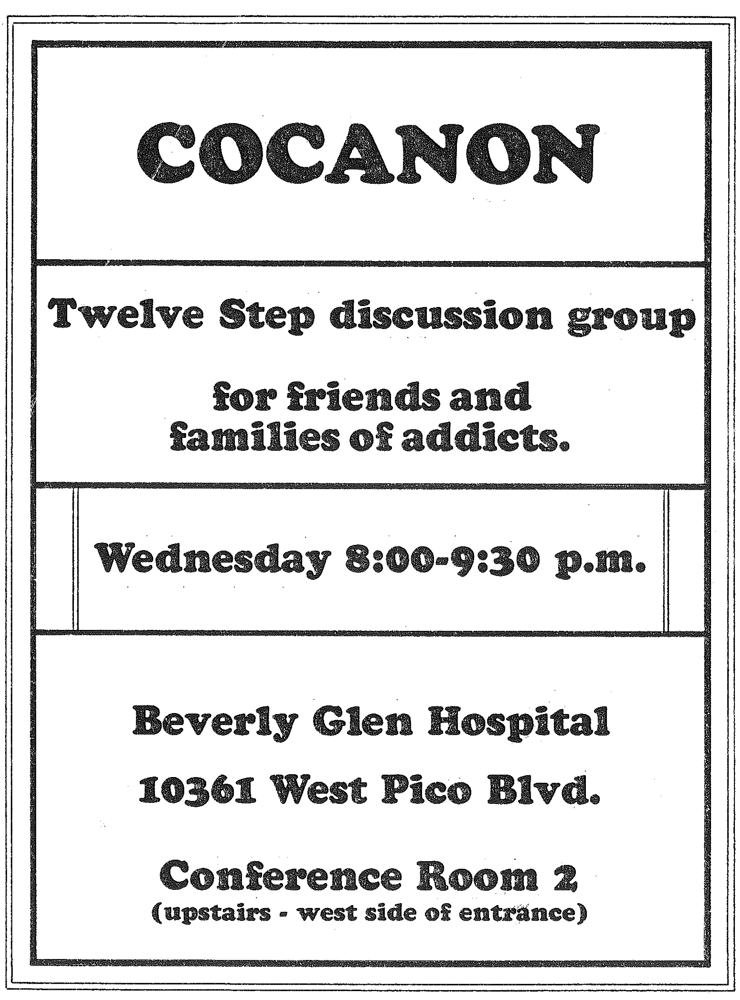 COCANON
Twelve Step discussion group
for friends and
families of addicts.
Wednesday 8:00-9:30 p.m.
Beverly Glen Hospital
10361 West Pico Blvd.
Conference Room 2
(upstairs - west side of entrance)